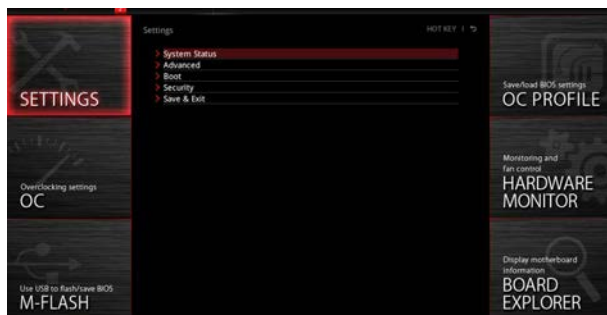 Settings
HOT KEY | ↰
System Status
Advanced
Boot
Security
Save & Exit
SETTINGS
Overclocking settings
OC
Use USB to flash/save BIOS
M-FLASH
Save/load BIOS settings
OC PROFILE
Monitoring and
fan control
HARDWARE
MONITOR
Display motherboard
information
BOARD
EXPLORER